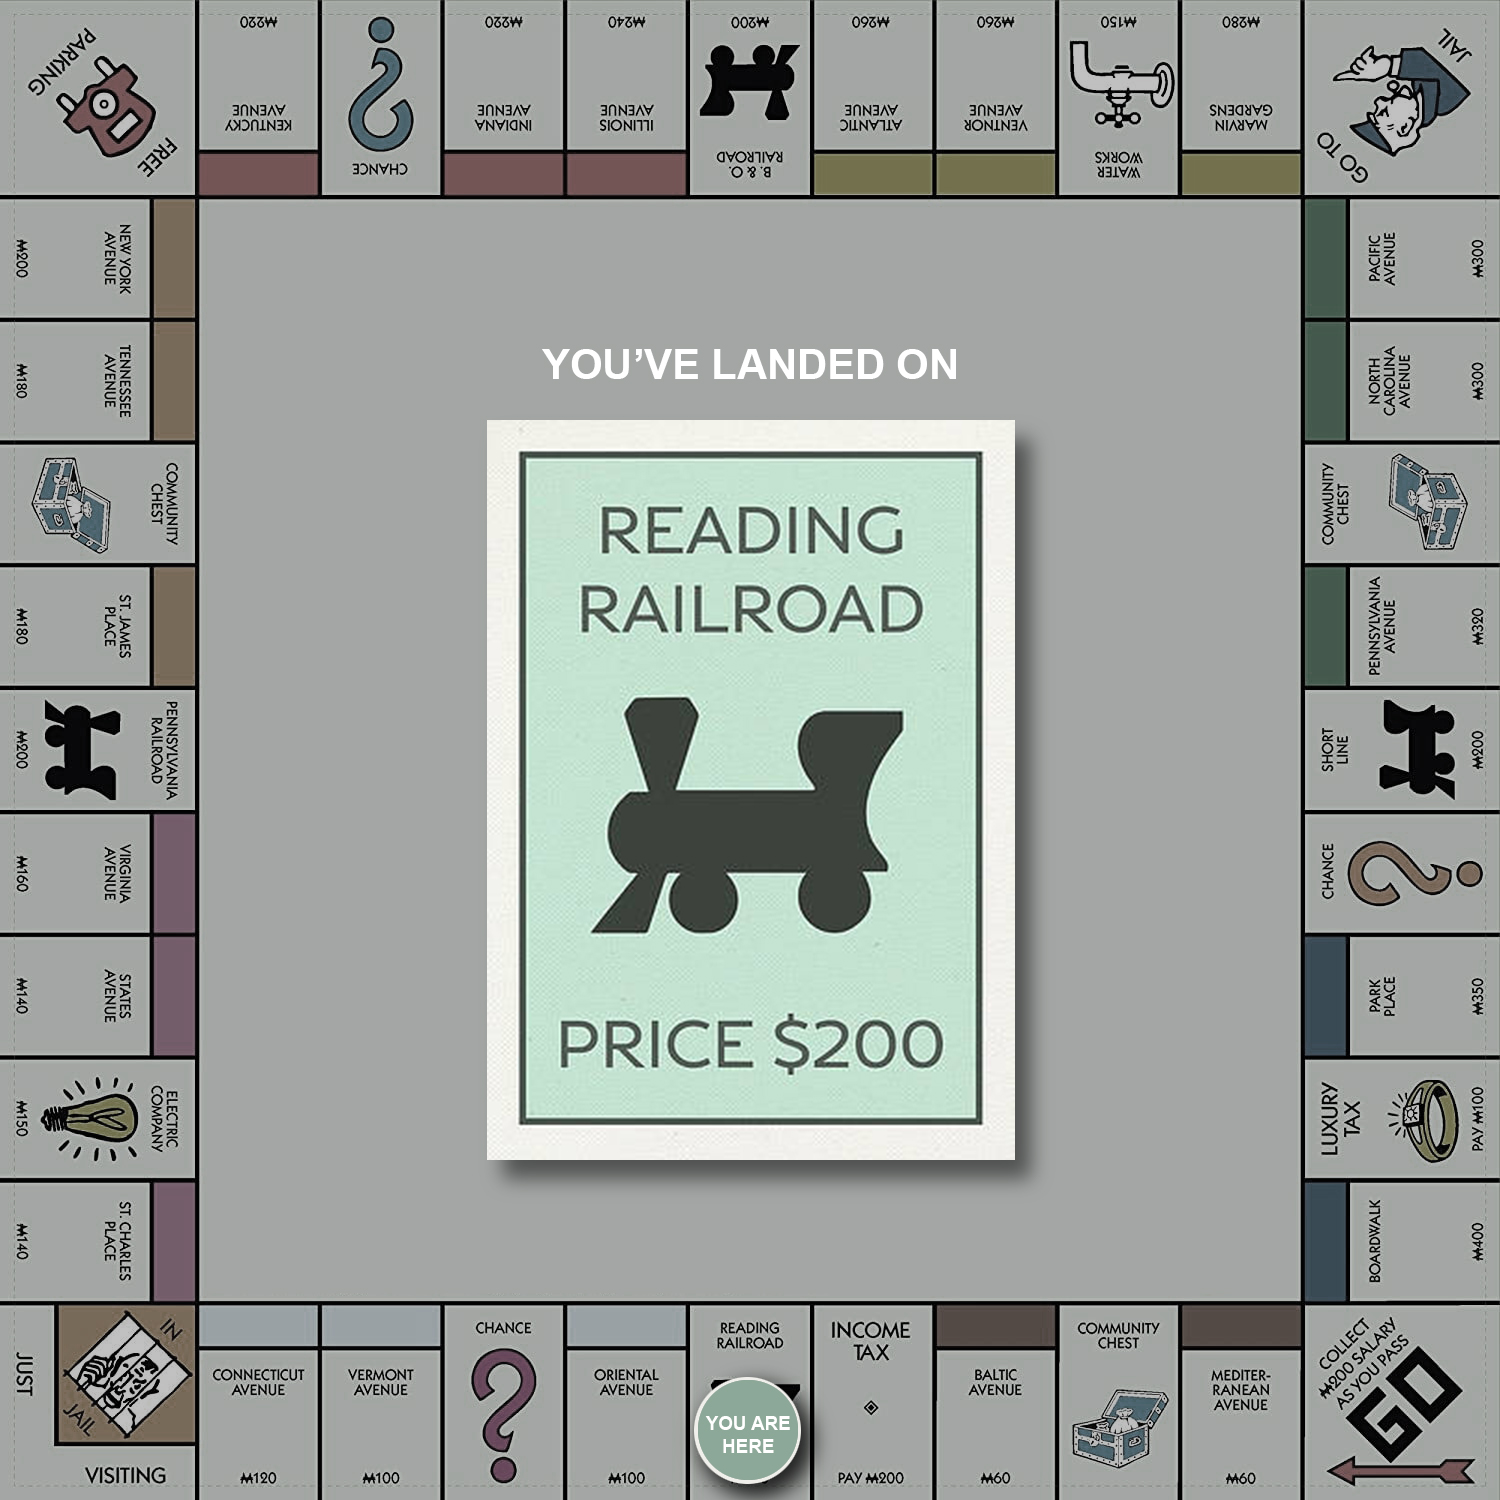 PARKING
FREE
₩220
KENTUCKY
AVENUE
CHANCE
₩220
INDIANA
AVENUE
₩240
ILLINOIS
AVENUE
₩200
B. & O.
RAILROAD
₩260
ATLANTIC
AVENUE
₩260
VENTNOR
AVENUE
₩150
WATER
WORKS
₩280
MARVIN
GARDENS
GO TO
JAIL
NEW YORK
AVENUE
₩200
TENNESSEE
AVENUE
₩180
COMMUNITY
CHEST
ST. JAMES
PLACE
₩180
PENNSYLVANIA
RAILROAD
₩200
VIRGINIA
AVENUE
₩160
STATES
AVENUE
₩140
ELECTRIC
COMPANY
₩150
ST. CHARLES
PLACE
₩140
YOU’VE LANDED ON
READING
RAILROAD
PRICE $200
PACIFIC
AVENUE
₩300
NORTH
CAROLINA
AVENUE
₩300
COMMUNITY
CHEST
PENNSYLVANIA
AVENUE
₩320
SHORT
LINE
₩200
CHANCE
PARK
PLACE
₩350
LUXURY
TAX
PAY ₩100
BOARDWALK
₩400
JUST
VISITING
IN
JAIL
CONNECTICUT
AVENUE
₩120
VERMONT
AVENUE
₩100
CHANCE
ORIENTAL
AVENUE
₩100
READING
RAILROAD
YOU ARE
HERE
INCOME
TAX
PAY ₩200
BALTIC
AVENUE
₩60
COMMUNITY
CHEST
MEDITER-
RANEAN
AVENUE
₩60
COLLECT
₩200 SALARY
AS YOU PASS
GO